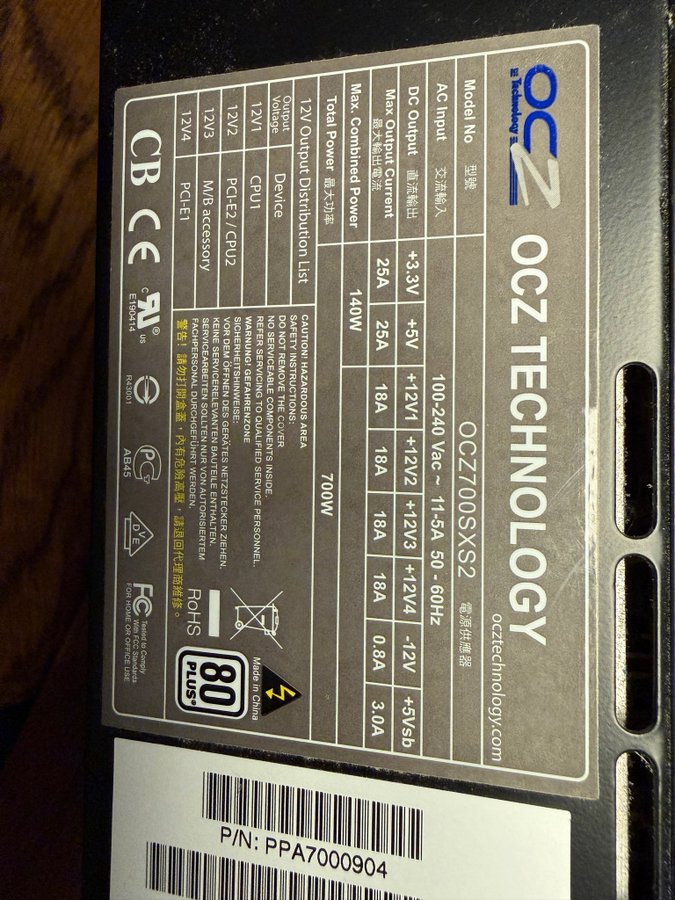 OCZ
Technology
OCZ TECHNOLOGY
ocztechnology.com
Model No 型號 OCZ700SXS2 電源供應器
AC Input 交流輸入 100-240 Vac ~ 11-5A 50 - 60Hz
DC Output 直流輸出 +3.3V +5V +12V1 +12V2 +12V3 +12V4 -12V +5Vsb
Max Output Current
最大輸出電流 25A 25A 18A 18A 18A 18A 0.8A 3.0A
Max. Combined Power 140W
Total Power 最大功率 700W
12V Output Distribution List
Output
Voltage Device
12V1 CPU1
12V2 PCI-E2 / CPU2
12V3 M/B accessory
12V4 PCI-E1
CAUTION! HAZARDOUS AREA
SAFETY INSTRUCTIONS:
DO NOT REMOVE THE COVER
NO SERVICEABLE COMPONENTS INSIDE.
REFER SERVICING TO QUALIFIED SERVICE PERSONNEL.
WARNUNG! GEFAHRENZONE
SICHERHEITSHINWEISE:
VOR DEM ÖFFNEN DES GERÄTES NETZSTECKER ZIEHEN.
KEINE SERVICERELEVANTEN BAUTEILE ENTHALTEN.
SERVICEARBEITEN SOLLTEN NUR VON AUTORISIERTEM
FACHPERSONAL DURCHGEFÜHRT WERDEN.
警告！請勿打開盒蓋，內有危險高壓，請退回代理商維修。
RoHS
Made in China
80
PLUS®
CB CE
c RU ® US
E190414
R43001
PC
AB45
DVE
FC Tested to Comply
With FCC Standards
FOR HOME OR OFFICE USE
P/N: PPA7000904